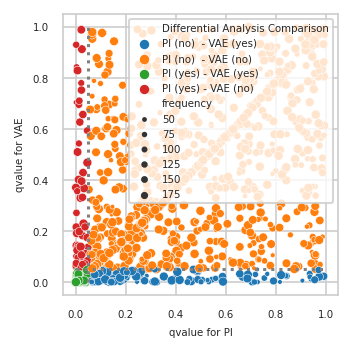 Differential Analysis Comparison
PI (no)  - VAE (yes)
PI (no)  - VAE (no)
PI (yes) - VAE (yes)
PI (yes) - VAE (no)
frequency
50
75
100
125
150
175
1.0
0.8
0.6
0.4
0.2
0.0
qvalue for VAE
0.0 0.2 0.4 0.6 0.8 1.0
qvalue for PI